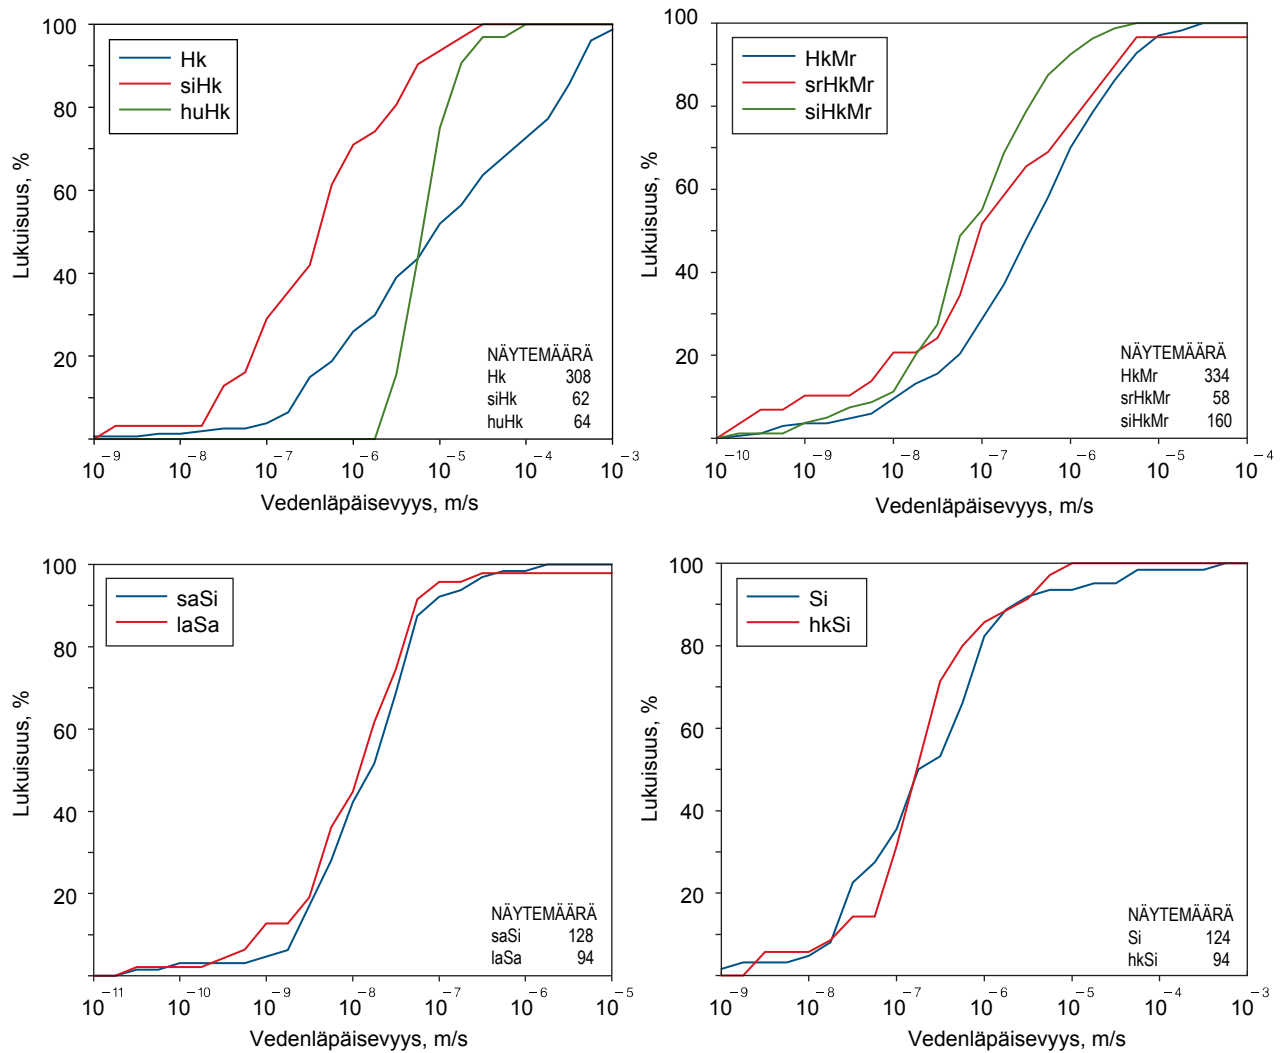 100
80
60
40
20
Lukuisuus, %
Hk
siHk
huHk
NÄYTEMÄÄRÄ
Hk 308
siHk 62
huHk 64
10⁻⁹ 10⁻⁸ 10⁻⁷ 10⁻⁶ 10⁻⁵ 10⁻⁴ 10⁻³
Vedenläpäisevyys, m/s
100
80
60
40
20
Lukuisuus, %
HkMr
srHkMr
siHkMr
NÄYTEMÄÄRÄ
HkMr 334
srHkMr 58
siHkMr 160
10⁻¹⁰ 10⁻⁹ 10⁻⁸ 10⁻⁷ 10⁻⁶ 10⁻⁵ 10⁻⁴
Vedenläpäisevyys, m/s
100
80
60
40
20
Lukuisuus, %
saSi
laSa
NÄYTEMÄÄRÄ
saSi 128
laSa 94
10⁻¹¹ 10⁻¹⁰ 10⁻⁹ 10⁻⁸ 10⁻⁷ 10⁻⁶ 10⁻⁵
Vedenläpäisevyys, m/s
100
80
60
40
20
Lukuisuus, %
Si
hkSi
NÄYTEMÄÄRÄ
Si 124
hkSi 94
10⁻⁹ 10⁻⁸ 10⁻⁷ 10⁻⁶ 10⁻⁵ 10⁻⁴ 10⁻³
Vedenläpäisevyys, m/s